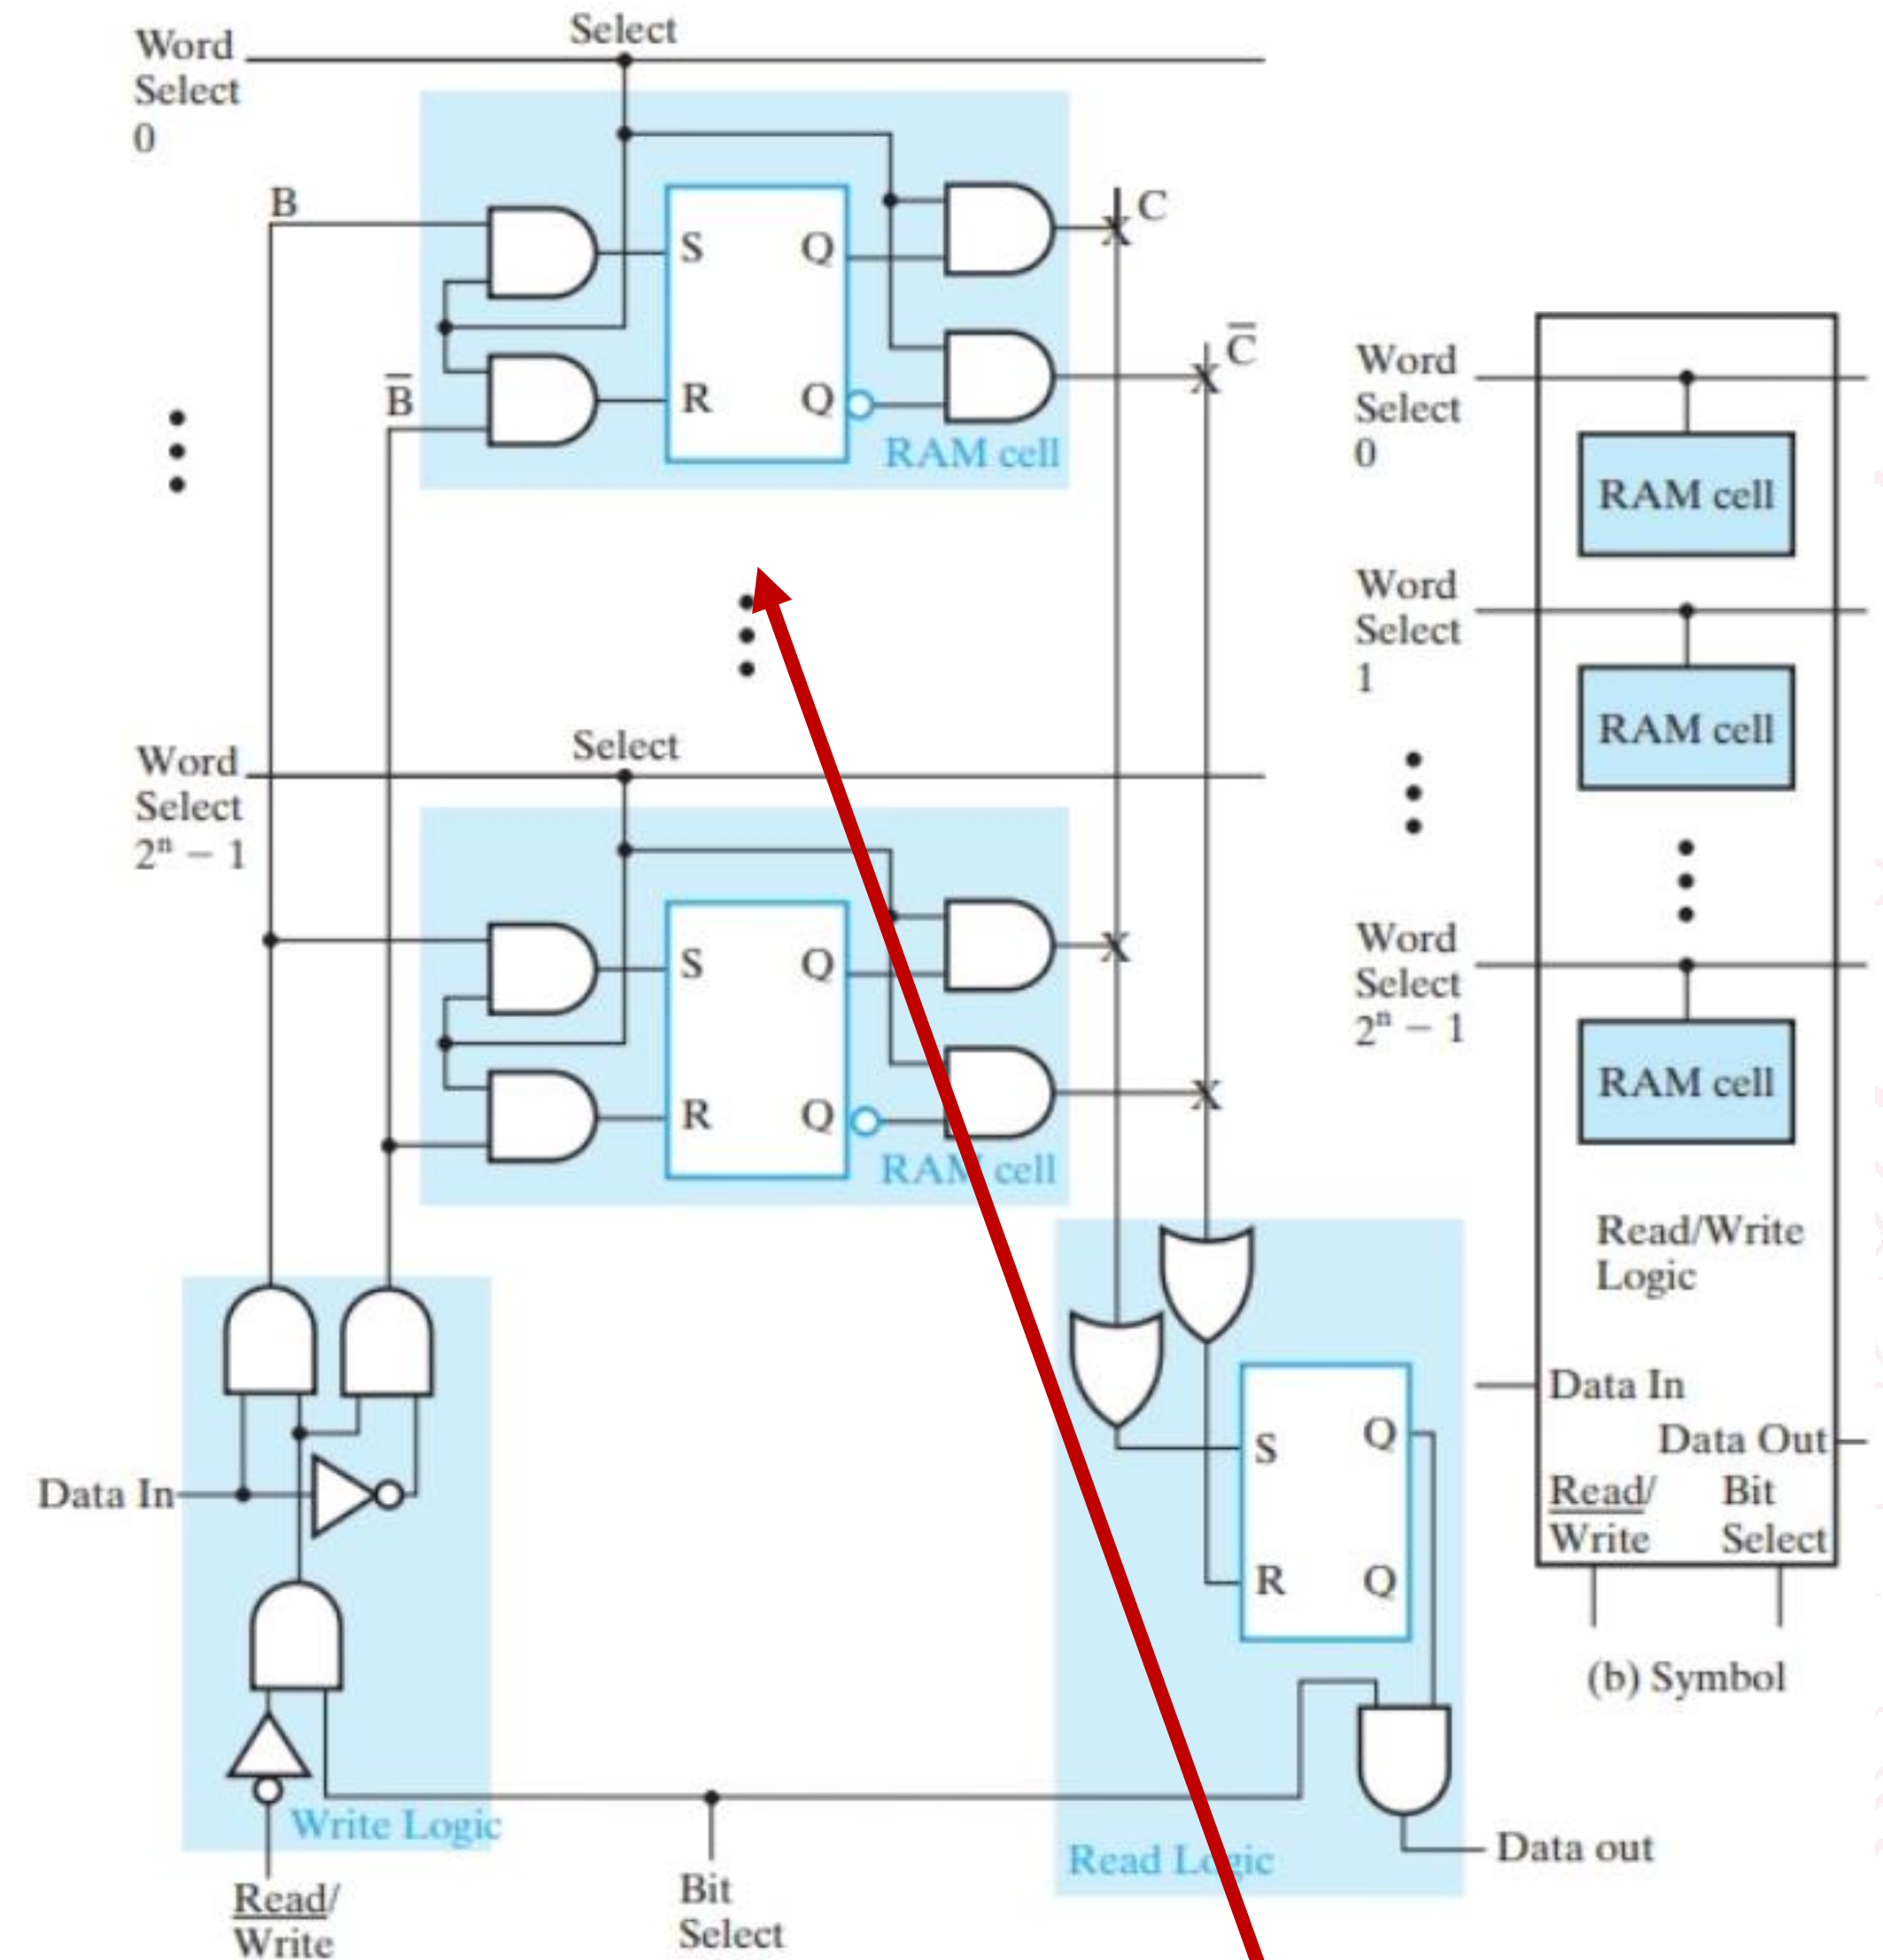 Select
Word
Select
0
B
S
Q
C
B̅
R
Q
C̅
RAM cell
Select
Word
Select
2ⁿ − 1
S
Q
R
Q
RAM cell
Data In
Write Logic
Read/
Write
Bit
Select
S
Q
R
Q
Read Logic
Data out
Word
Select
0
RAM cell
Word
Select
1
RAM cell
Word
Select
2ⁿ − 1
RAM cell
Read/Write
Logic
Data In
Data Out
Read/ Bit
Write Select
(b) Symbol